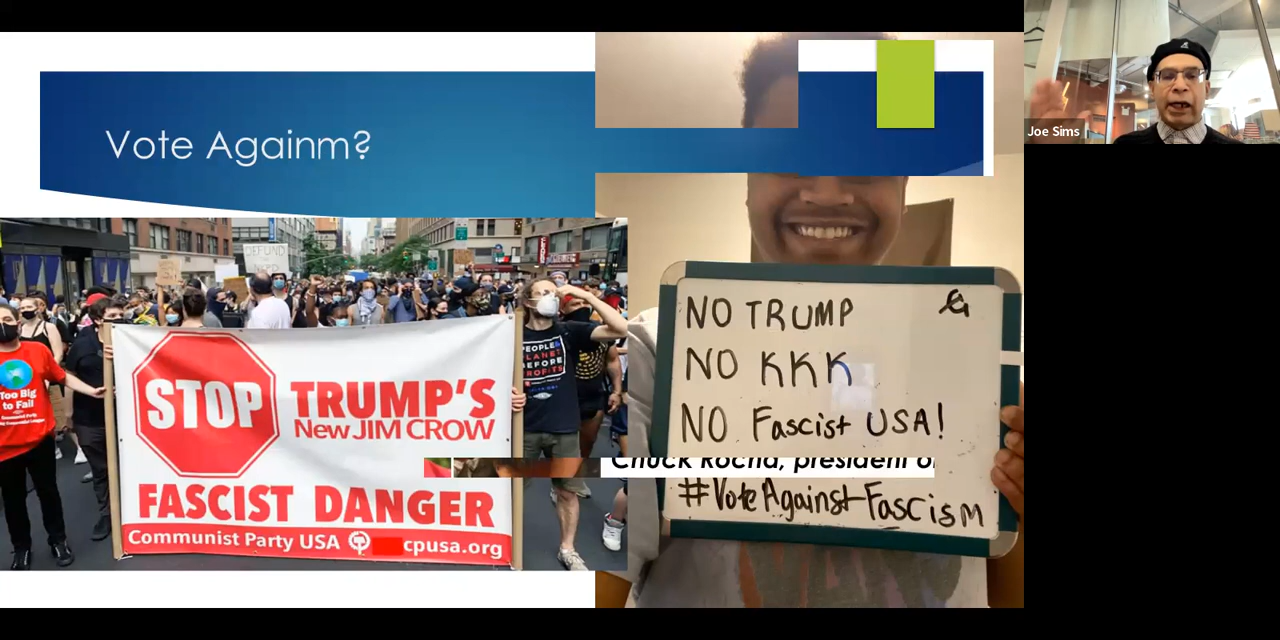 Vote Againm?
Joe Sims
DEFUND
STOP
TRUMP'S
New JIM CROW
FASCIST DANGER
Communist Party USA cpusa.org
Too Big
to Fail
PEOPLE &
PLANET
BEFORE
PROFITS
NO TRUMP
NO KKK
NO Fascist USA!
Chuck Rocha, president of
#VoteAgainstFascism